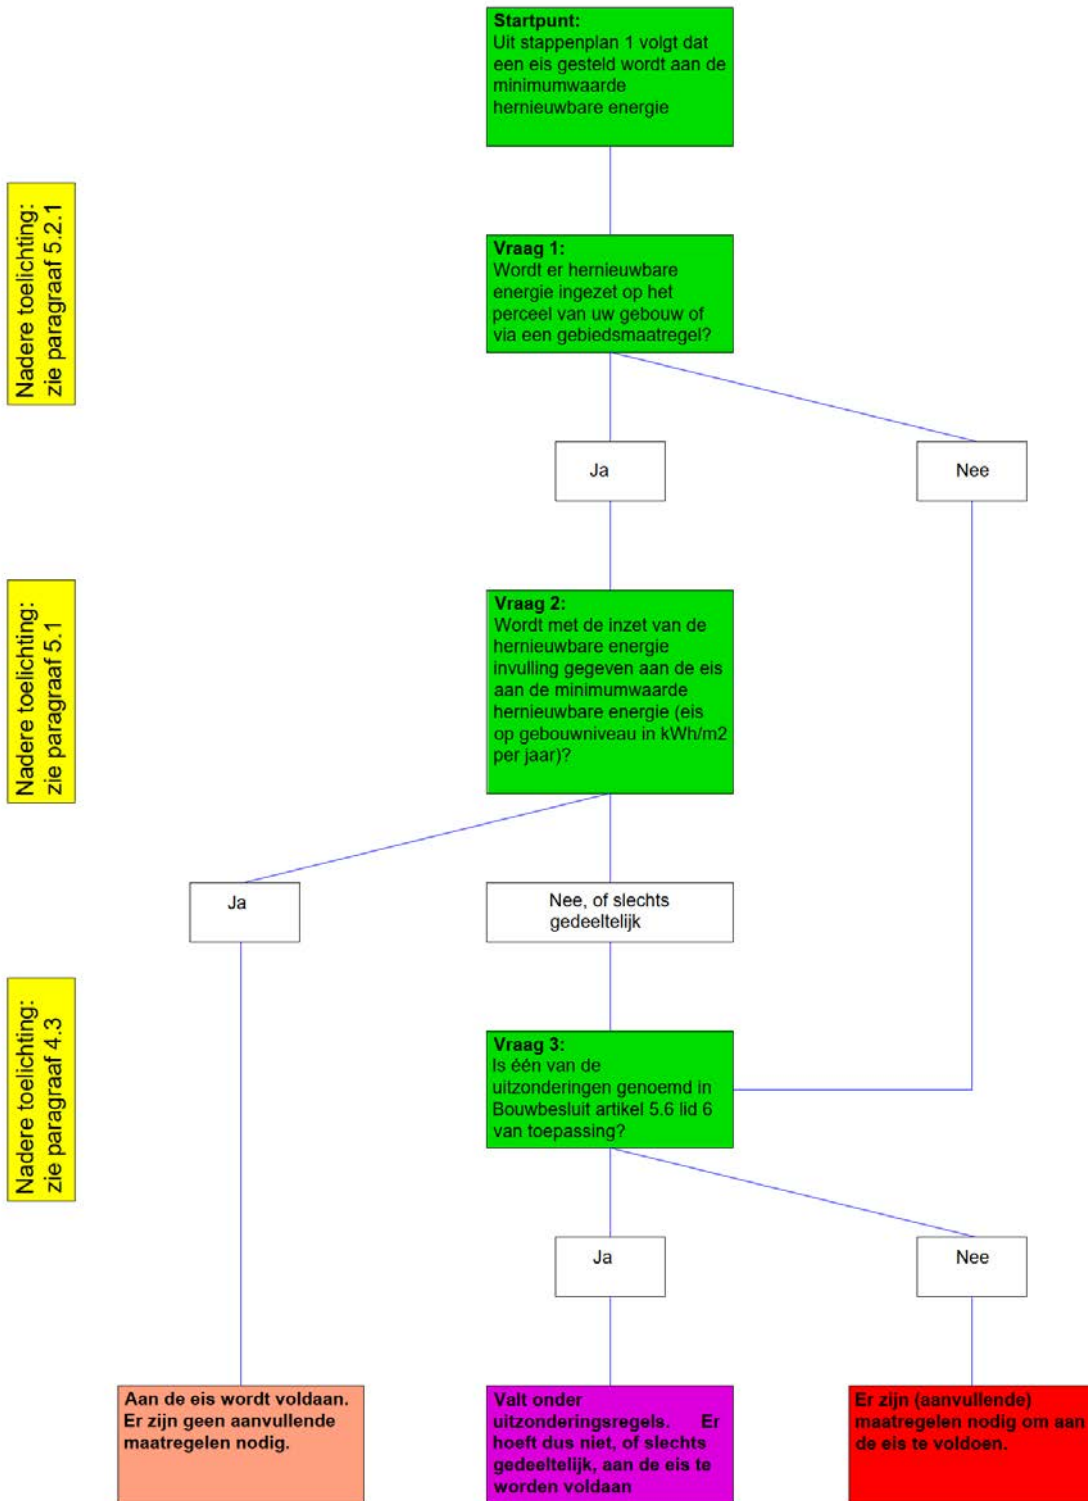 Startpunt:
Uit stappenplan 1 volgt dat
een eis gesteld wordt aan de
minimumwaarde
hernieuwbare energie
Nadere toelichting:
zie paragraaf 5.2.1
Vraag 1:
Wordt er hernieuwbare
energie ingezet op het
perceel van uw gebouw of
via een gebiedsmaatregel?
Ja
Nee
Nadere toelichting:
zie paragraaf 5.1
Vraag 2:
Wordt met de inzet van de
hernieuwbare energie
invulling gegeven aan de eis
aan de minimumwaarde
hernieuwbare energie (eis
op gebouwniveau in kWh/m2
per jaar)?
Ja
Nee, of slechts
gedeeltelijk
Nadere toelichting:
zie paragraaf 4.3
Vraag 3:
Is één van de
uitzonderingen genoemd in
Bouwbesluit artikel 5.6 lid 6
van toepassing?
Ja
Nee
Aan de eis wordt voldaan.
Er zijn geen aanvullende
maatregelen nodig.
Valt onder
uitzonderingsregels. Er
hoeft dus niet, of slechts
gedeeltelijk, aan de eis te
worden voldaan
Er zijn (aanvullende)
maatregelen nodig om aan
de eis te voldoen.